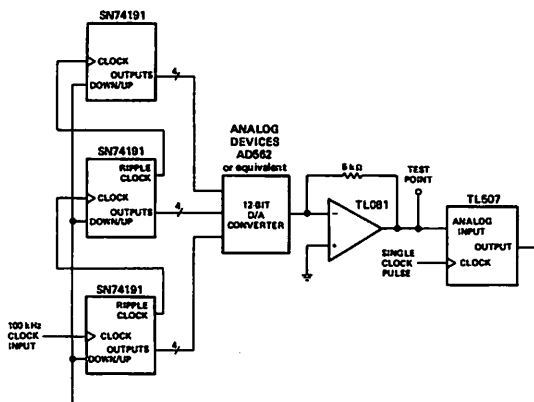 SN74191
CLOCK
OUTPUTS
DOWN/UP
4
SN74191
RIPPLE
CLOCK
CLOCK
OUTPUTS
DOWN/UP
4
SN74191
RIPPLE
CLOCK
100 kHz
CLOCK
INPUT
CLOCK
OUTPUTS
DOWN/UP
4
ANALOG
DEVICES
AD562
or equivalent
12-BIT
D/A
CONVERTER
5 kΩ
TL081
−
+
TEST
POINT
TL507
ANALOG
INPUT
OUTPUT
CLOCK
SINGLE
CLOCK
PULSE